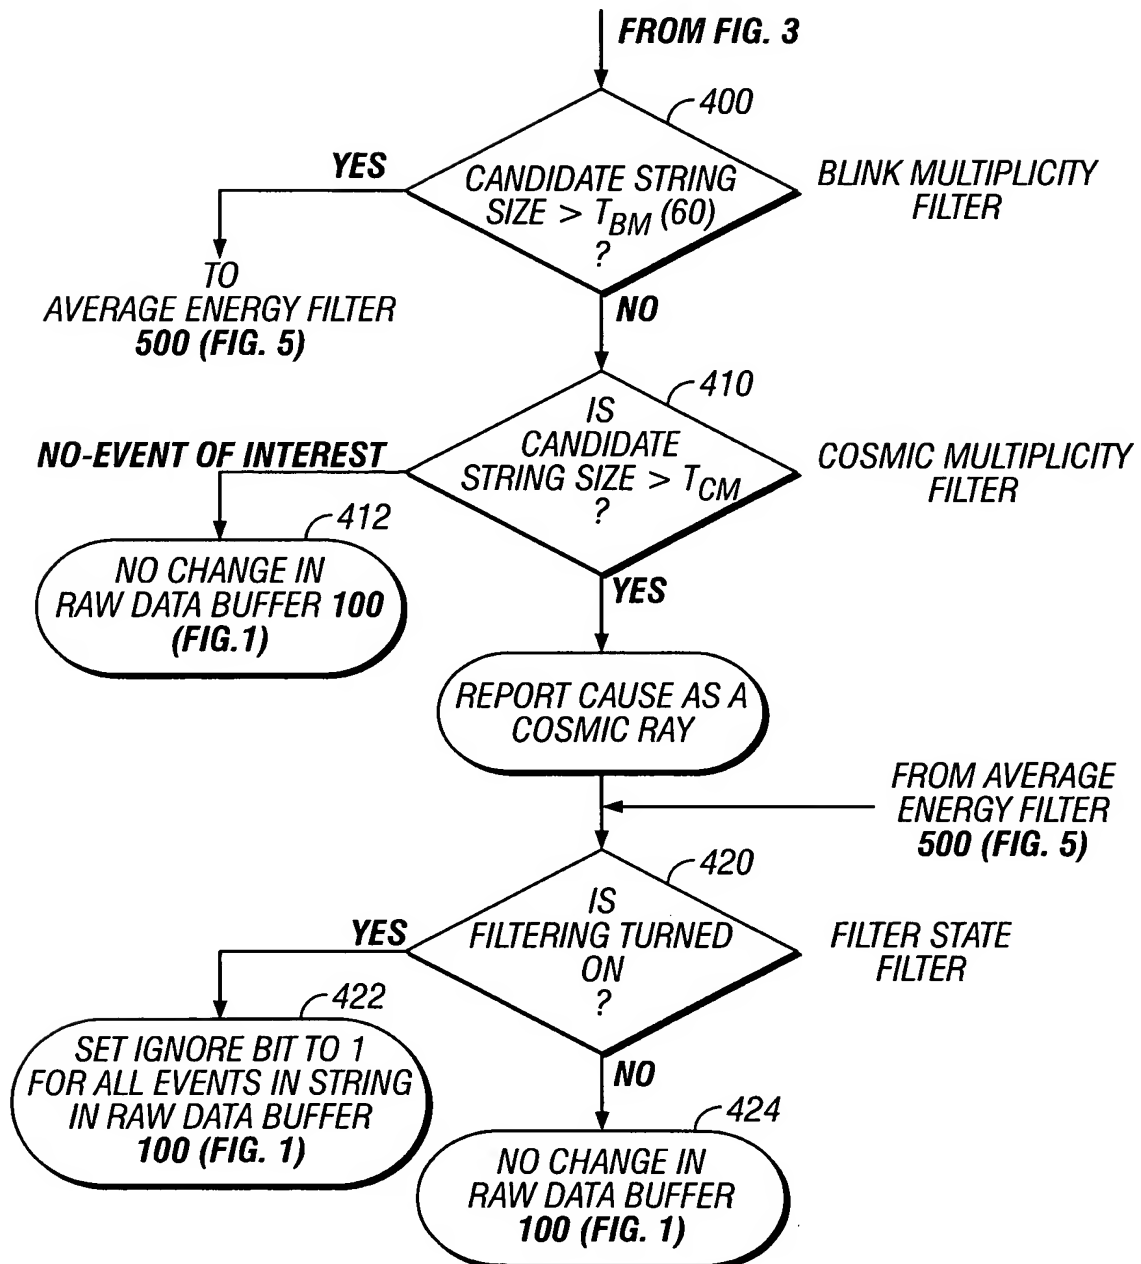 FROM FIG. 3
400
YES
CANDIDATE STRING
SIZE > T_BM (60)
?
BLINK MULTIPLICITY
FILTER
TO
AVERAGE ENERGY FILTER
500 (FIG. 5)
NO
410
IS
CANDIDATE
STRING SIZE > T_CM
?
NO-EVENT OF INTEREST
COSMIC MULTIPLICITY
FILTER
412
NO CHANGE IN
RAW DATA BUFFER 100
(FIG.1)
YES
REPORT CAUSE AS A
COSMIC RAY
FROM AVERAGE
ENERGY FILTER
500 (FIG. 5)
420
IS
FILTERING TURNED
ON
?
YES
FILTER STATE
FILTER
422
SET IGNORE BIT TO 1
FOR ALL EVENTS IN STRING
IN RAW DATA BUFFER
100 (FIG. 1)
NO
424
NO CHANGE IN
RAW DATA BUFFER
100 (FIG. 1)